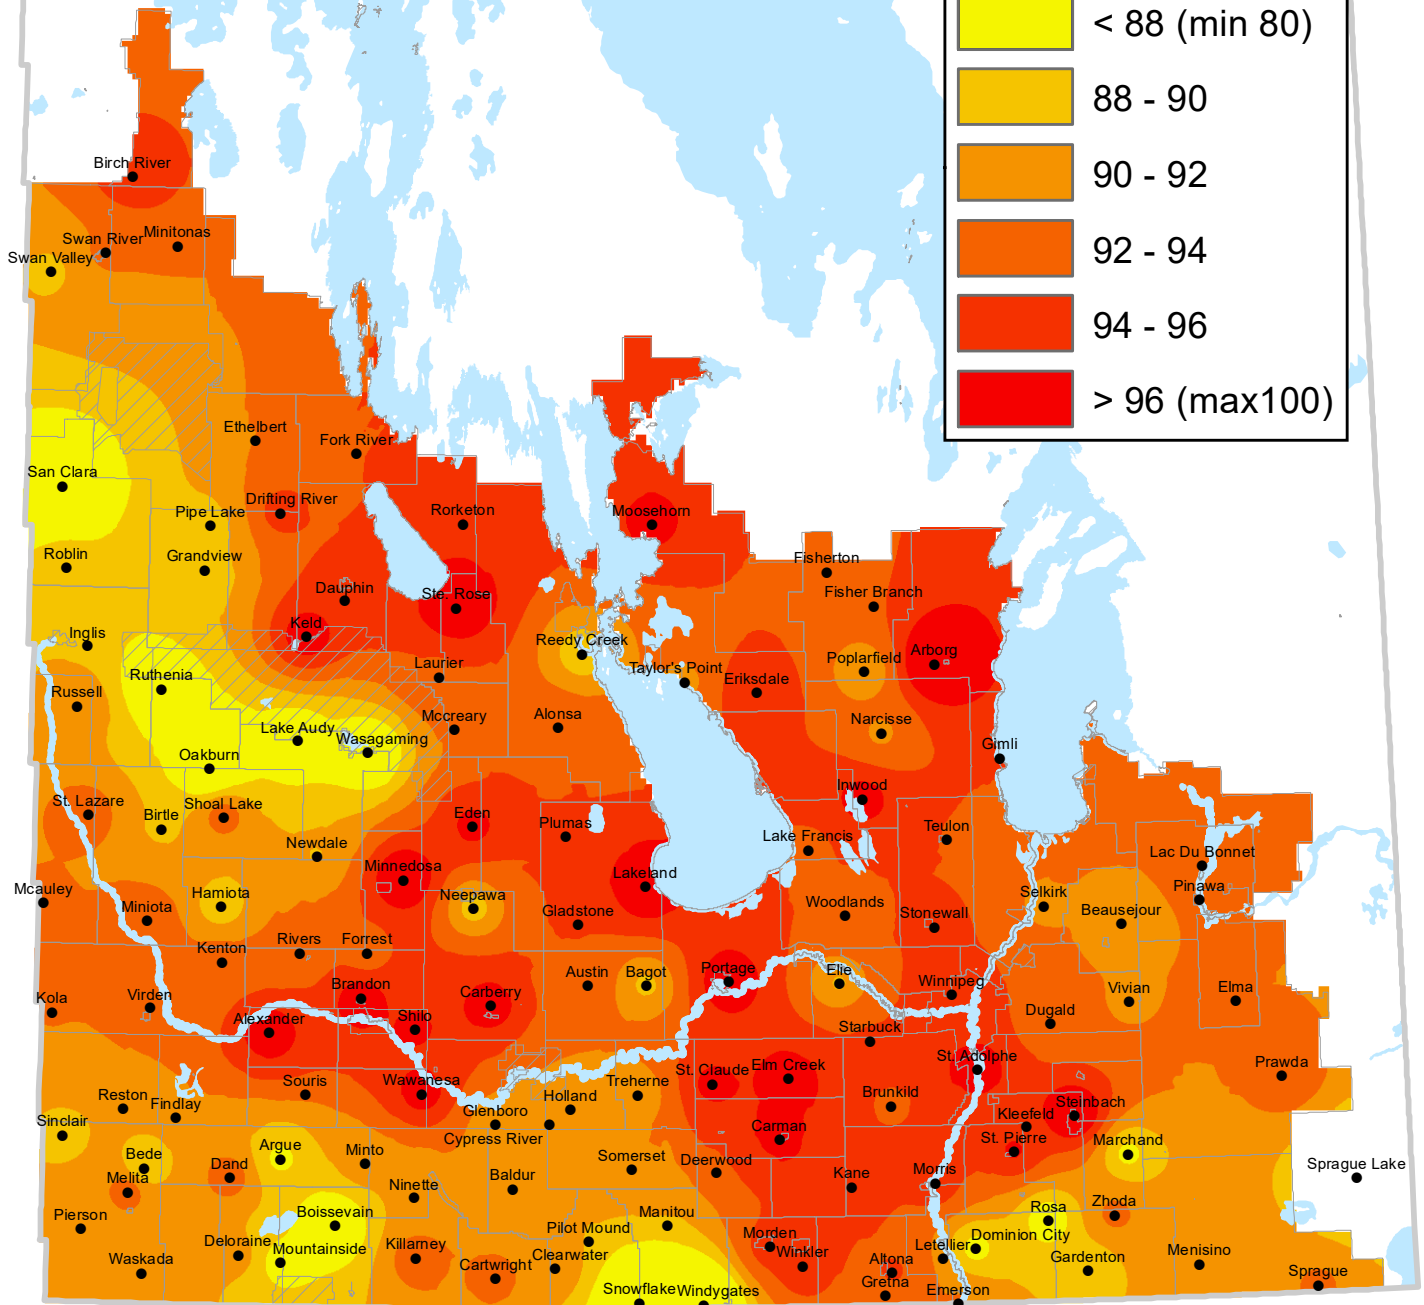 < 88 (min 80)
88 - 90
90 - 92
92 - 94
94 - 96
> 96 (max100)
Birch River
Swan River
Minitonas
Swan Valley
Ethelbert
Fork River
San Clara
Drifting River
Pipe Lake
Rorketon
Moosehorn
Roblin
Grandview
Fisherton
Dauphin
Ste. Rose
Fisher Branch
Keld
Inglis
Reedy Creek
Laurier
Taylor's Point
Poplarfield
Arborg
Ruthenia
Eriksdale
Russell
Mccreary
Alonsa
Narcisse
Lake Audy
Wasagaming
Gimli
Oakburn
Inwood
St. Lazare
Birtle
Shoal Lake
Eden
Plumas
Lake Francis
Teulon
Newdale
Lac Du Bonnet
Minnedosa
Lakeland
Mcauley
Hamiota
Neepawa
Pinawa
Selkirk
Miniota
Gladstone
Woodlands
Stonewall
Beausejour
Kenton
Rivers
Forrest
Austin
Bagot
Portage
Elie
Winnipeg
Kola
Virden
Brandon
Carberry
Vivian
Elma
Alexander
Shilo
Starbuck
Dugald
St. Adolphe
Prawda
Souris
Wawanesa
Treherne
St. Claude
Elm Creek
Reston
Findlay
Holland
Brunkild
Steinbach
Sinclair
Glenboro
Kleefeld
Cypress River
Carman
St. Pierre
Marchand
Bede
Argue
Minto
Somerset
Deerwood
Sprague Lake
Melita
Dand
Ninette
Baldur
Kane
Morris
Pierson
Boissevain
Pilot Mound
Manitou
Rosa
Zhoda
Deloraine
Mountainside
Killarney
Clearwater
Morden
Winkler
Letellier
Dominion City
Waskada
Cartwright
Altona
Gardenton
Menisino
Sprague
Snowflake
Windygates
Gretna
Emerson